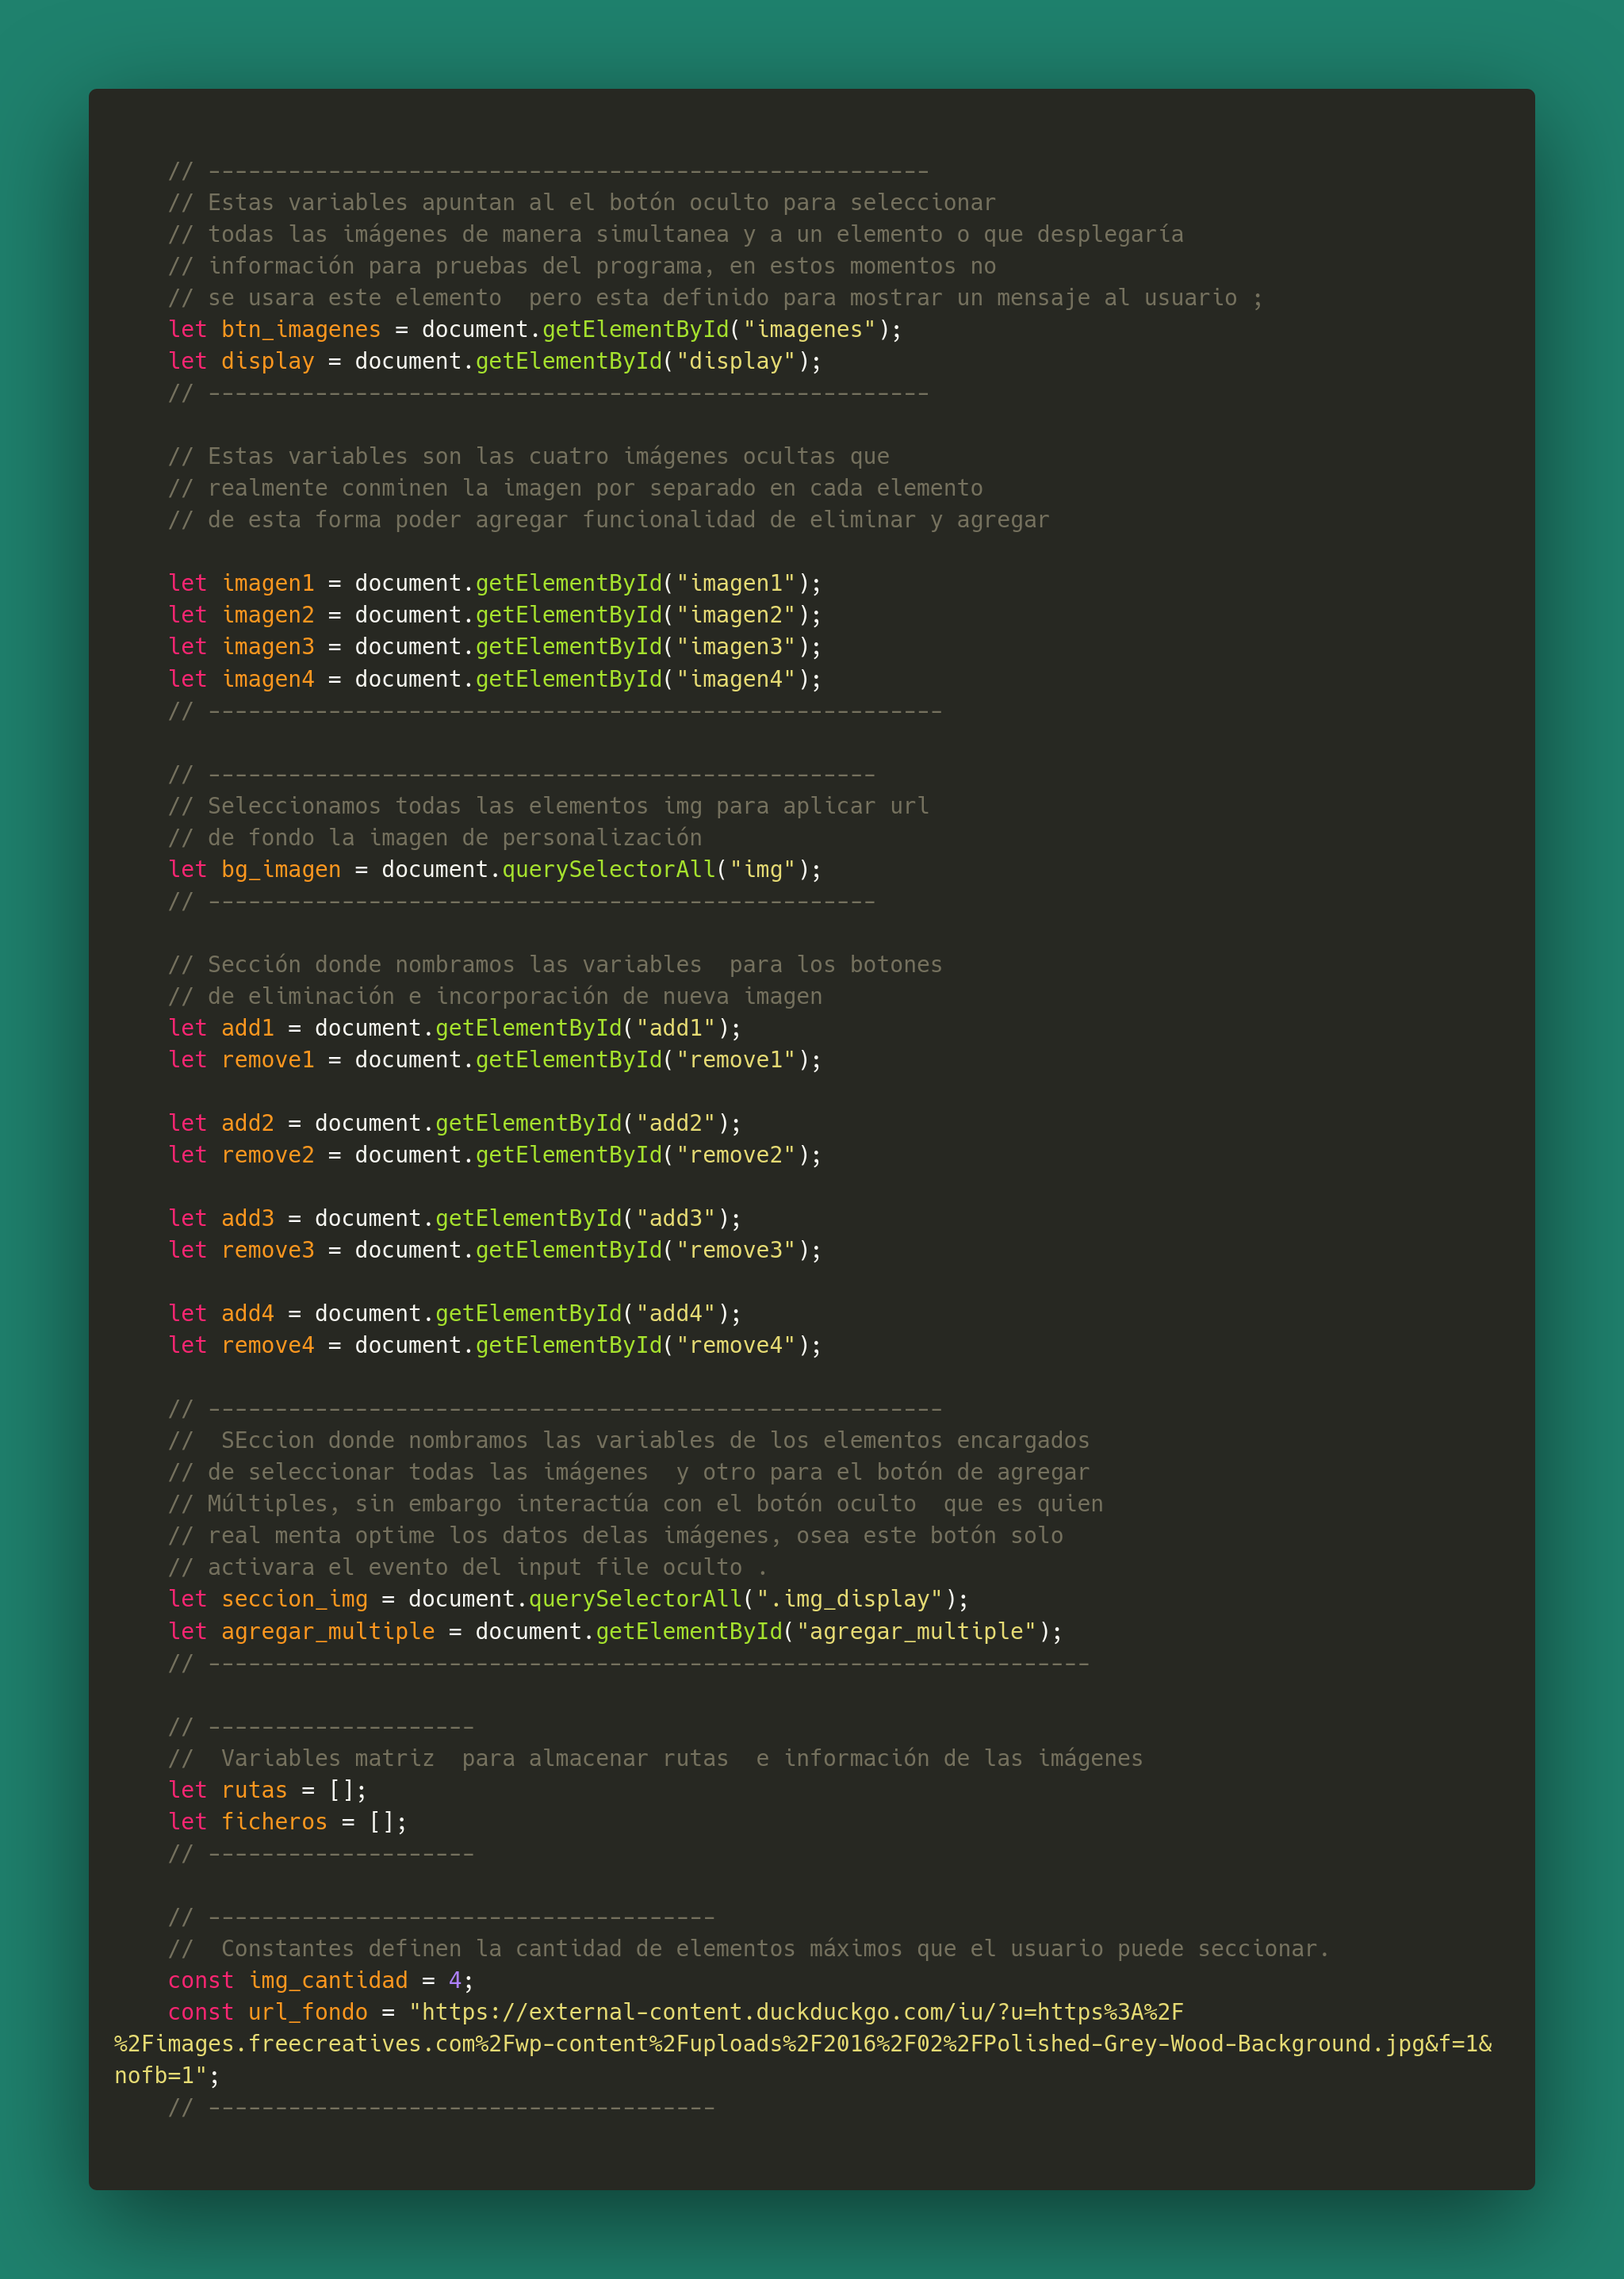 // ------------------------------------------------------
// Estas variables apuntan al el botón oculto para seleccionar
// todas las imágenes de manera simultanea y a un elemento o que desplegaría
// información para pruebas del programa, en estos momentos no
// se usara este elemento  pero esta definido para mostrar un mensaje al usuario ;
let btn_imagenes = document.getElementById("imagenes");
let display = document.getElementById("display");
// ------------------------------------------------------
// Estas variables son las cuatro imágenes ocultas que
// realmente conminen la imagen por separado en cada elemento
// de esta forma poder agregar funcionalidad de eliminar y agregar
let imagen1 = document.getElementById("imagen1");
let imagen2 = document.getElementById("imagen2");
let imagen3 = document.getElementById("imagen3");
let imagen4 = document.getElementById("imagen4");
// -------------------------------------------------------
// --------------------------------------------------
// Seleccionamos todas las elementos img para aplicar url
// de fondo la imagen de personalización
let bg_imagen = document.querySelectorAll("img");
// --------------------------------------------------
// Sección donde nombramos las variables  para los botones
// de eliminación e incorporación de nueva imagen
let add1 = document.getElementById("add1");
let remove1 = document.getElementById("remove1");
let add2 = document.getElementById("add2");
let remove2 = document.getElementById("remove2");
let add3 = document.getElementById("add3");
let remove3 = document.getElementById("remove3");
let add4 = document.getElementById("add4");
let remove4 = document.getElementById("remove4");
// -------------------------------------------------------
//  SEccion donde nombramos las variables de los elementos encargados
// de seleccionar todas las imágenes  y otro para el botón de agregar
// Múltiples, sin embargo interactúa con el botón oculto  que es quien
// real menta optime los datos delas imágenes, osea este botón solo
// activara el evento del input file oculto .
let seccion_img = document.querySelectorAll(".img_display");
let agregar_multiple = document.getElementById("agregar_multiple");
// ------------------------------------------------------------------
// --------------------
//  Variables matriz  para almacenar rutas  e información de las imágenes
let rutas = [];
let ficheros = [];
// --------------------
// --------------------------------------
//  Constantes definen la cantidad de elementos máximos que el usuario puede seccionar.
const img_cantidad = 4;
const url_fondo = "https://external-content.duckduckgo.com/iu/?u=https%3A%2F
%2Fimages.freecreatives.com%2Fwp-content%2Fuploads%2F2016%2F02%2FPolished-Grey-Wood-Background.jpg&f=1&
nofb=1";
// --------------------------------------